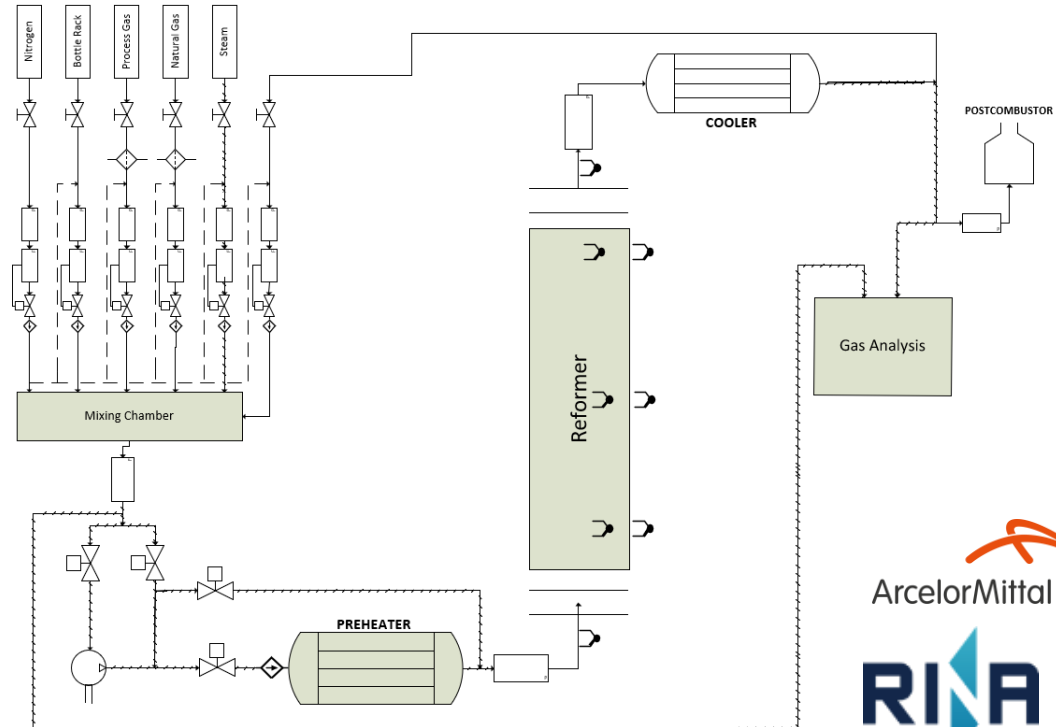 Nitrogen
Bottle Rack
Process Gas
Natural Gas
Steam
COOLER
POSTCOMBUSTOR
Reformer
Gas Analysis
Mixing Chamber
PREHEATER
ArcelorMittal
RINA